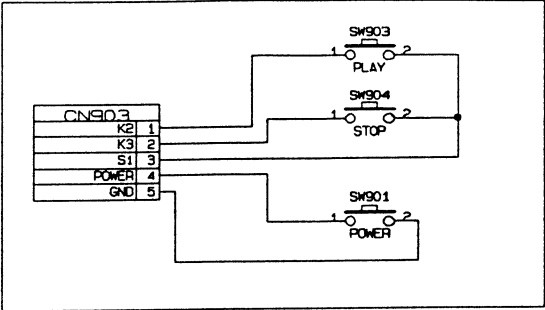 SW903
1 2
PLAY
SW904
1 2
STOP
CN903
K2 1
K3 2
S1 3
POWER 4
GND 5
SW901
1 2
POWER